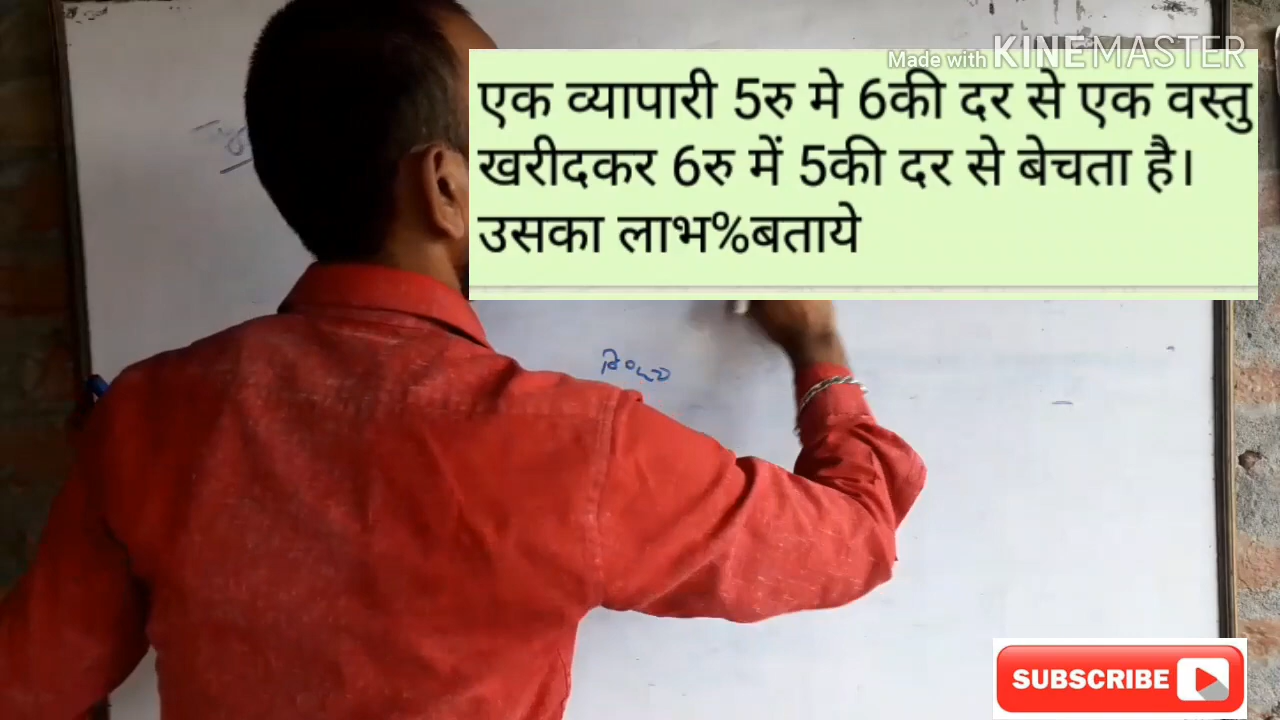 Made with KINEMASTER
एक व्यापारी 5रु मे 6की दर से एक वस्तु
खरीदकर 6रु में 5की दर से बेचता है।
उसका लाभ%बताये
SUBSCRIBE